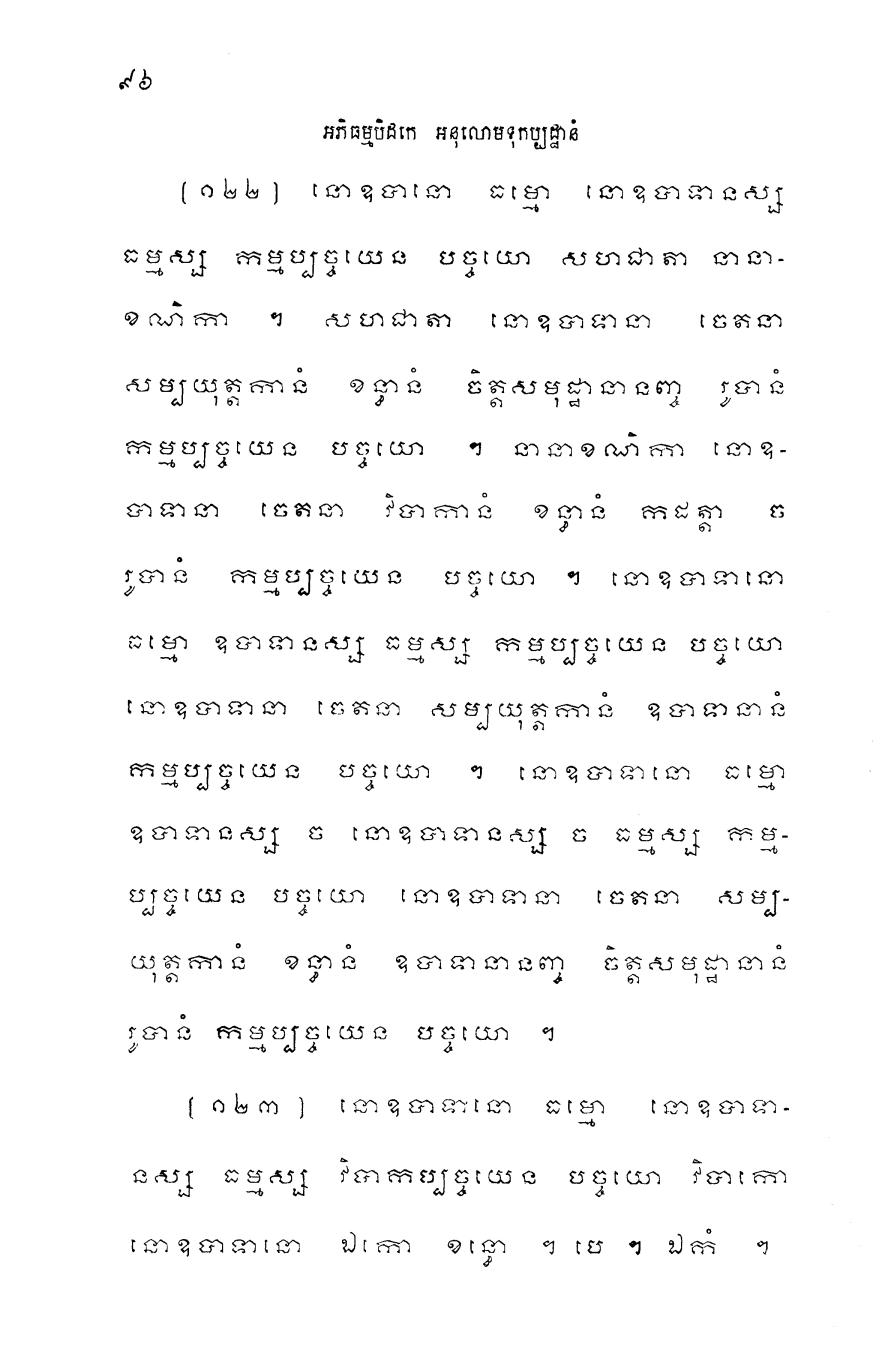 ៩៦
អភិធម្មបិដកេ អនុលោមទុកប្បដ្ឋានំ
[១២២] នោឧបានោ ធម្មោ នោឧបាទានស្ស
ធម្មស្ស កម្មប្បច្ចយេន បច្ចយោ សហជាតា នានា-
ខណិកា ។ សហជាតា នោឧបាទានា ចេតនា
សម្បយុត្តកានំ ខន្ធានំ ចិត្តសមុដ្ឋានានញ្ច រូបានំ
កម្មប្បច្ចយេន បច្ចយោ ។ នានាខណិកា នោឧ-
បាទានា ចេតនា វិបាកានំ ខន្ធានំ កដត្តា ច
រូបានំ កម្មប្បច្ចយេន បច្ចយោ ។ នោឧបាទានោ
ធម្មោ ឧបាទានស្ស ធម្មស្ស កម្មប្បច្ចយេន បច្ចយោ
នោឧបាទានា ចេតនា សម្បយុត្តកានំ ឧបាទានានំ
កម្មប្បច្ចយេន បច្ចយោ ។ នោឧបាទានោ ធម្មោ
ឧបាទានស្ស ច នោឧបាទានស្ស ច ធម្មស្ស កម្ម-
ប្បច្ចយេន បច្ចយោ នោឧបាទានា ចេតនា សម្ប-
យុត្តកានំ ខន្ធានំ ឧបាទានានញ្ច ចិត្តសមុដ្ឋានានំ
រូបានំ កម្មប្បច្ចយេន បច្ចយោ ។
[១២៣] នោឧបាទានោ ធម្មោ នោឧបាទា-
នស្ស ធម្មស្ស វិបាកប្បច្ចយេន បច្ចយោ វិបាកោ
នោឧបាទានោ ឯកោ ខន្ធោ ។ បេ ។ ឯកំ ។